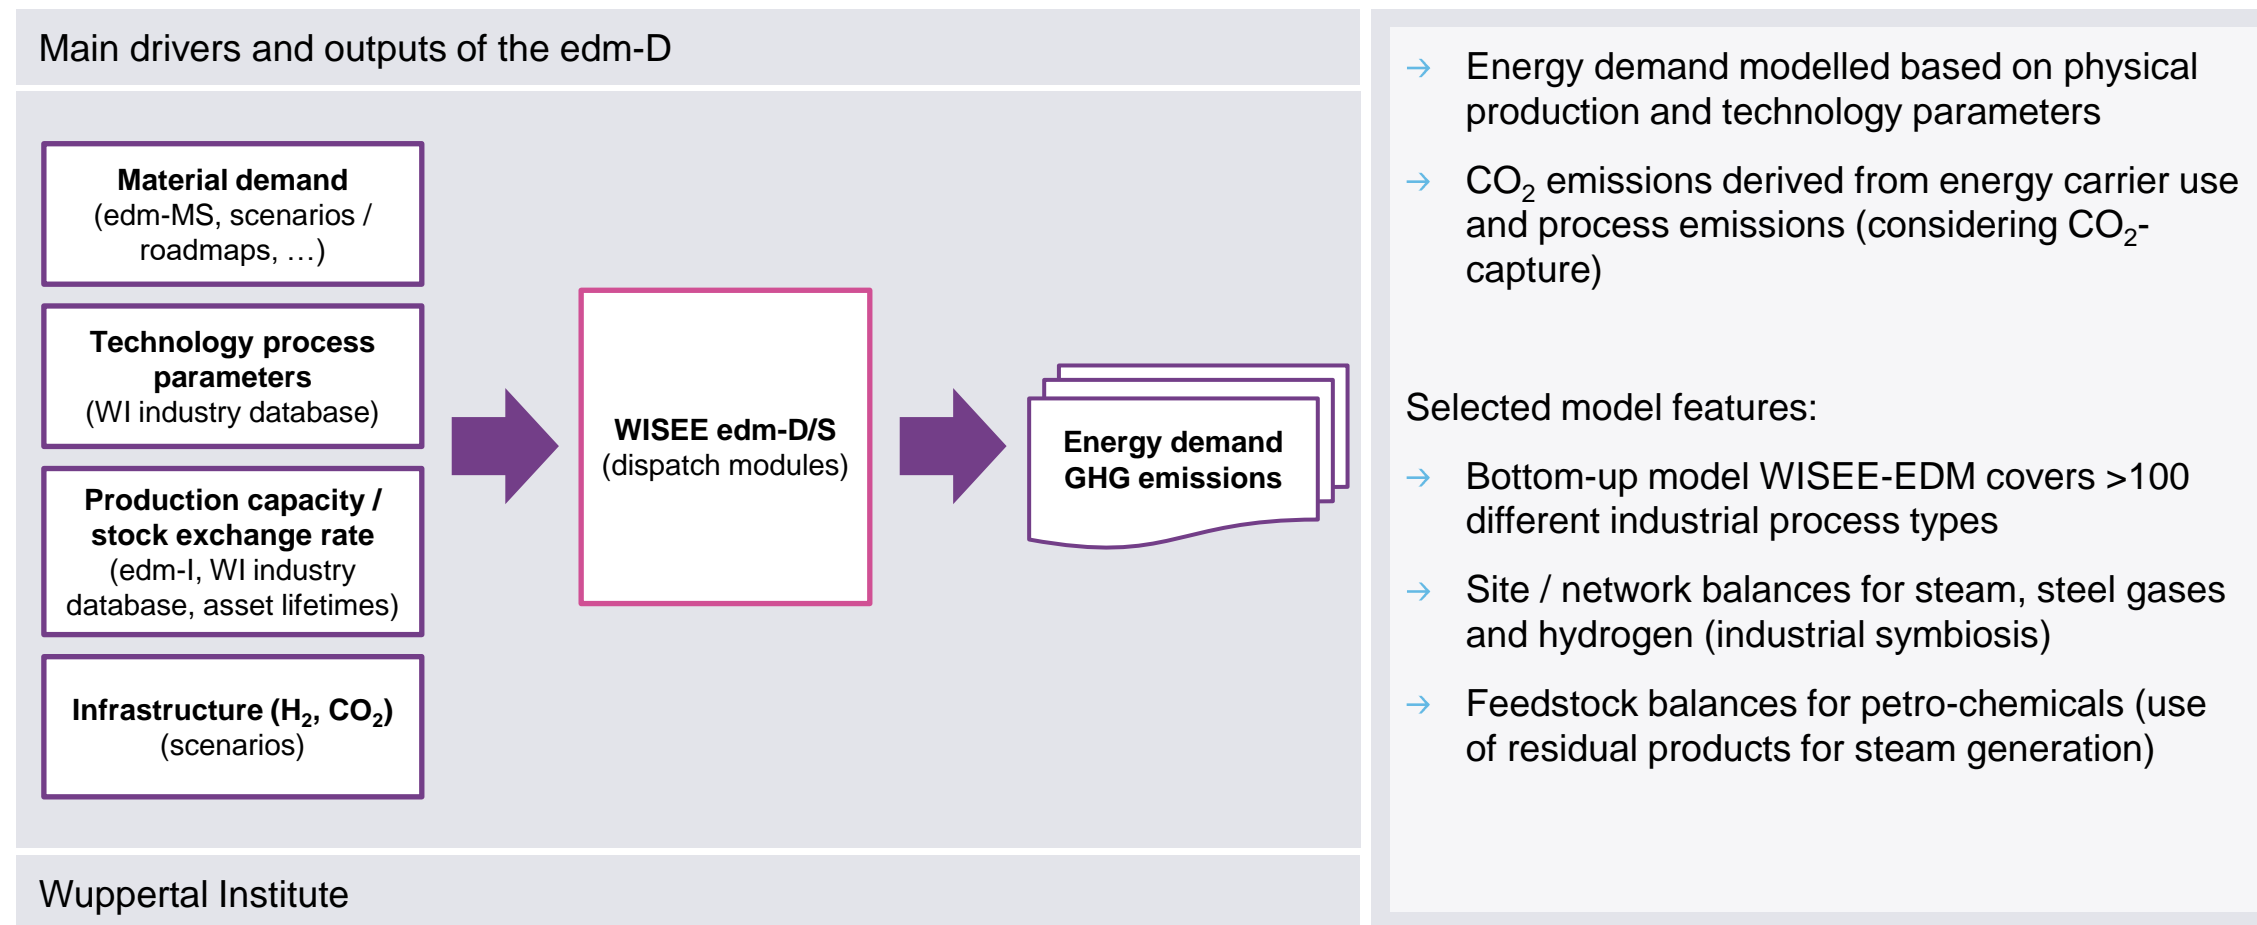 Main drivers and outputs of the edm-D
Material demand
(edm-MS, scenarios /
roadmaps, …)
Technology process
parameters
(WI industry database)
Production capacity /
stock exchange rate
(edm-I, WI industry
database, asset lifetimes)
Infrastructure (H₂, CO₂)
(scenarios)
WISEE edm-D/S
(dispatch modules)
Energy demand
GHG emissions
Wuppertal Institute
→ Energy demand modelled based on physical
production and technology parameters
→ CO₂ emissions derived from energy carrier use
and process emissions (considering CO₂-
capture)
Selected model features:
→ Bottom-up model WISEE-EDM covers >100
different industrial process types
→ Site / network balances for steam, steel gases
and hydrogen (industrial symbiosis)
→ Feedstock balances for petro-chemicals (use
of residual products for steam generation)